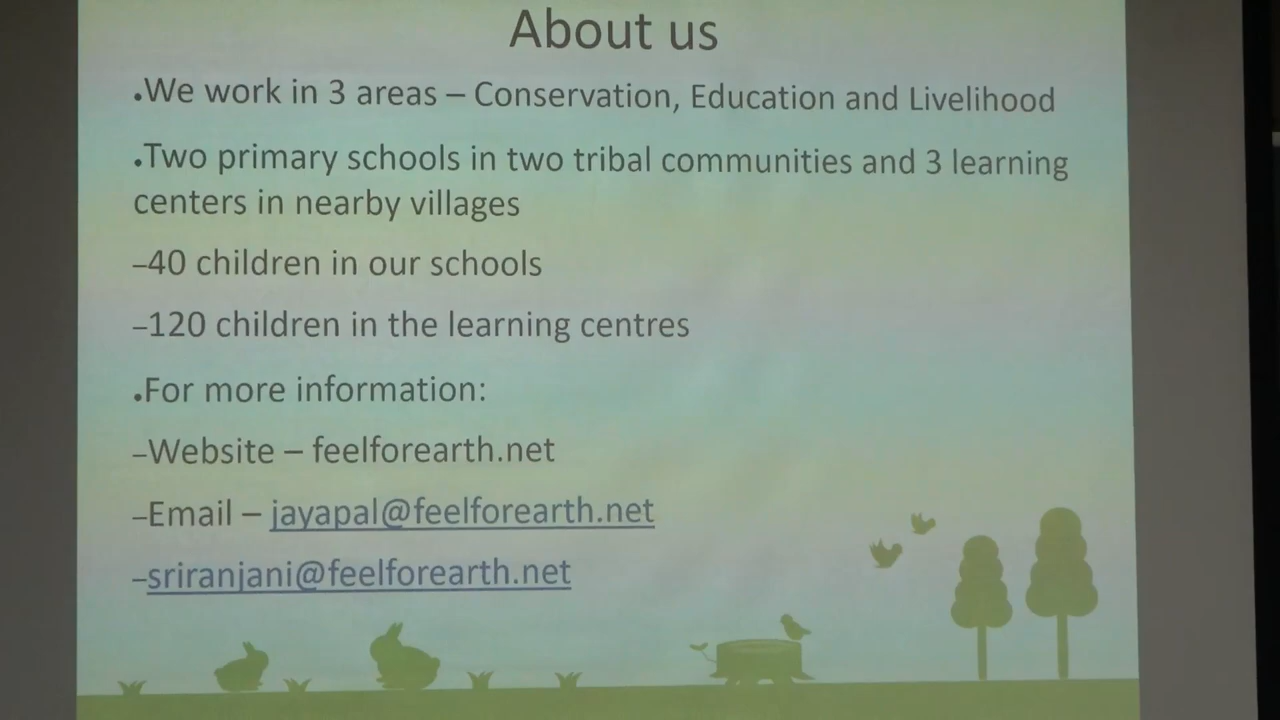 About us
•We work in 3 areas – Conservation, Education and Livelihood
•Two primary schools in two tribal communities and 3 learning
centers in nearby villages
–40 children in our schools
–120 children in the learning centres
•For more information:
–Website – feelforearth.net
–Email – jayapal@feelforearth.net
–sriranjani@feelforearth.net